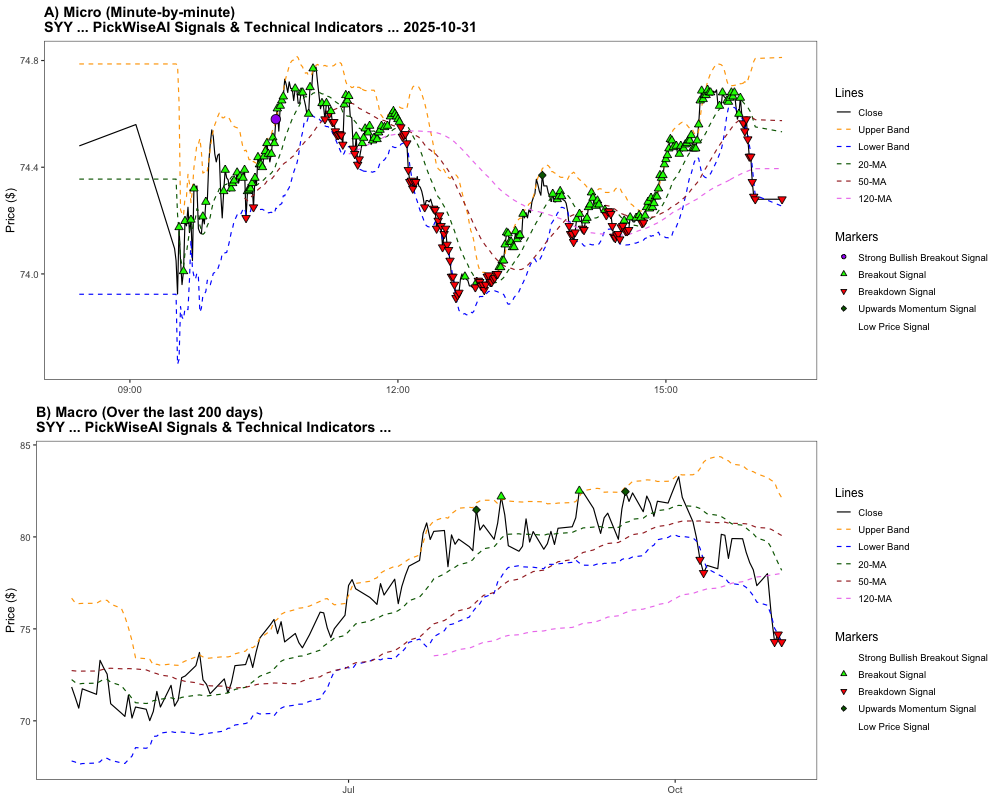 A) Micro (Minute-by-minute)
SYY ... PickWiseAI Signals & Technical Indicators ... 2025-10-31
Price ($)
74.8
74.4
74.0
09:00
12:00
15:00
Lines
Close
Upper Band
Lower Band
20-MA
50-MA
120-MA
Markers
Strong Bullish Breakout Signal
Breakout Signal
Breakdown Signal
Upwards Momentum Signal
Low Price Signal
B) Macro (Over the last 200 days)
SYY ... PickWiseAI Signals & Technical Indicators ...
Price ($)
85
80
75
70
Jul
Oct
Lines
Close
Upper Band
Lower Band
20-MA
50-MA
120-MA
Markers
Strong Bullish Breakout Signal
Breakout Signal
Breakdown Signal
Upwards Momentum Signal
Low Price Signal